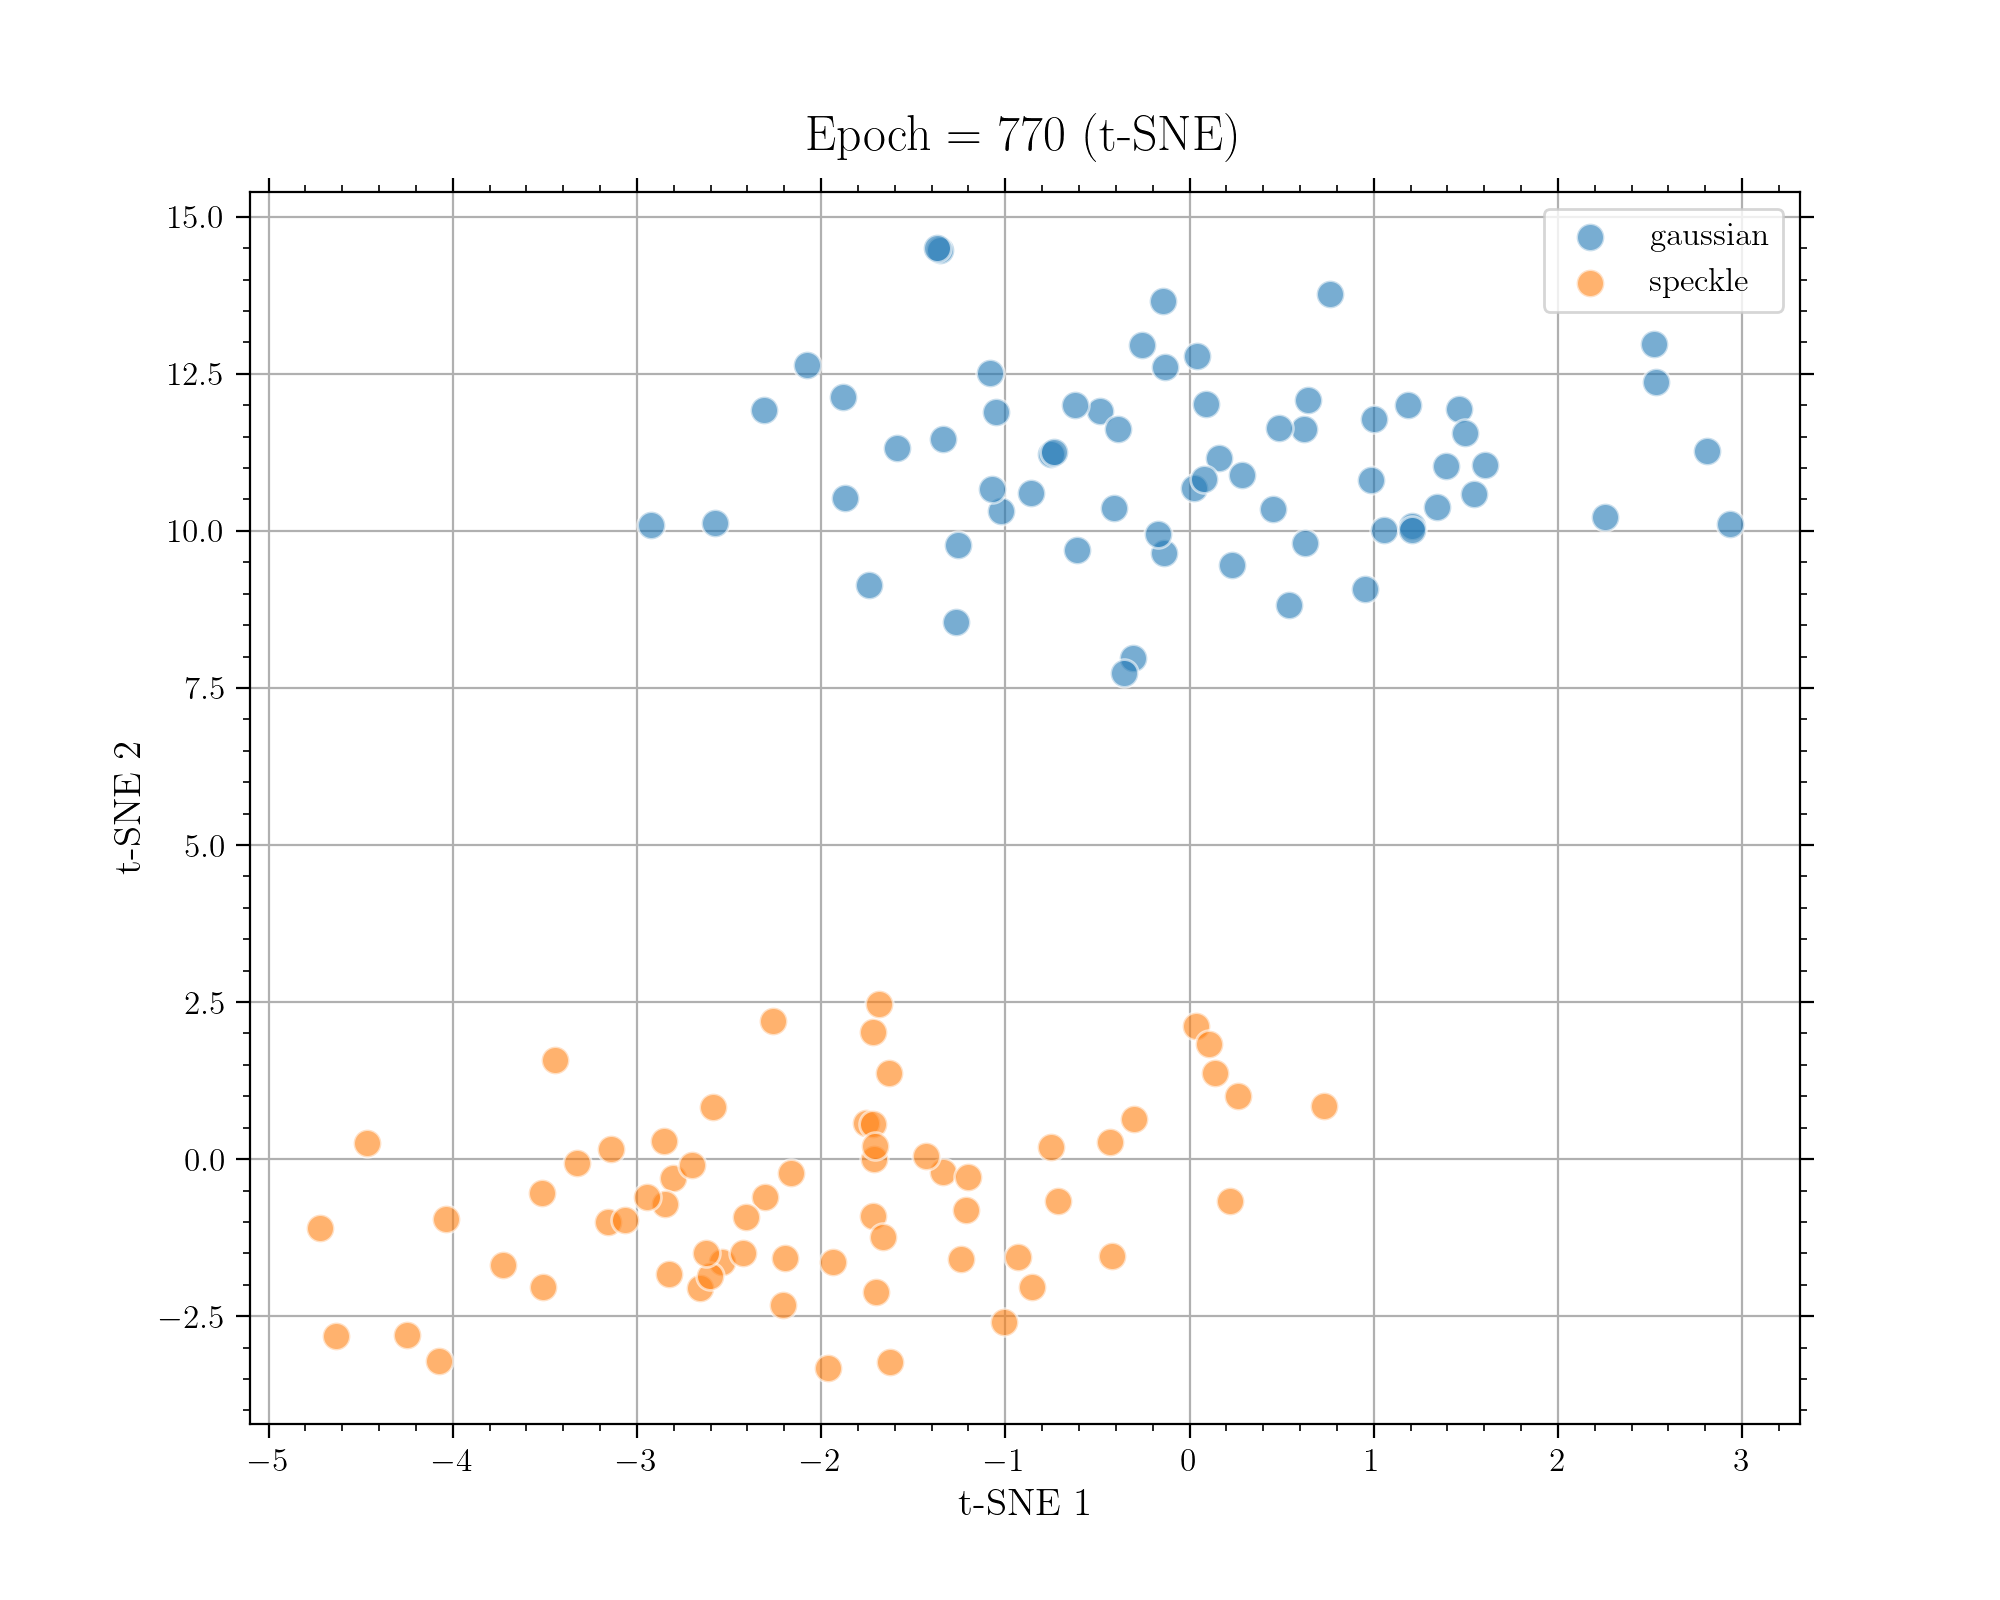 Epoch = 770 (t-SNE)
gaussian
speckle
15.0
12.5
10.0
7.5
5.0
2.5
0.0
−2.5
t-SNE 2
−5 −4 −3 −2 −1 0 1 2 3
t-SNE 1